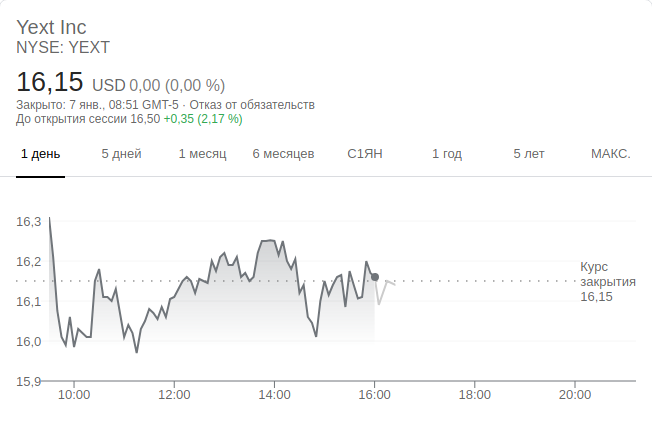 Yext Inc
NYSE: YEXT
16,15 USD 0,00 (0,00 %)
Закрыто: 7 янв., 08:51 GMT-5 · Отказ от обязательств
До открытия сессии 16,50 +0,35 (2,17 %)
1 день 5 дней 1 месяц 6 месяцев С1ЯН 1 год 5 лет МАКС.
16,3
16,2
Курс
закрытия
16,15
16,1
16,0
15,9
10:00 12:00 14:00 16:00 18:00 20:00